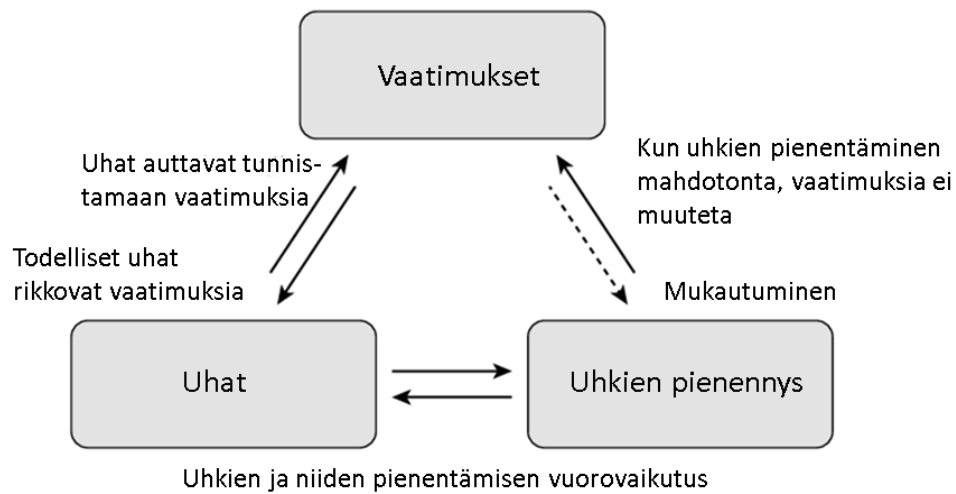 Vaatimukset
Uhat auttavat tunnis-
tamaan vaatimuksia
Kun uhkien pienentäminen
mahdotonta, vaatimuksia ei
muuteta
Todelliset uhat
rikkovat vaatimuksia
Mukautuminen
Uhat
Uhkien pienennys
Uhkien ja niiden pienentämisen vuorovaikutus